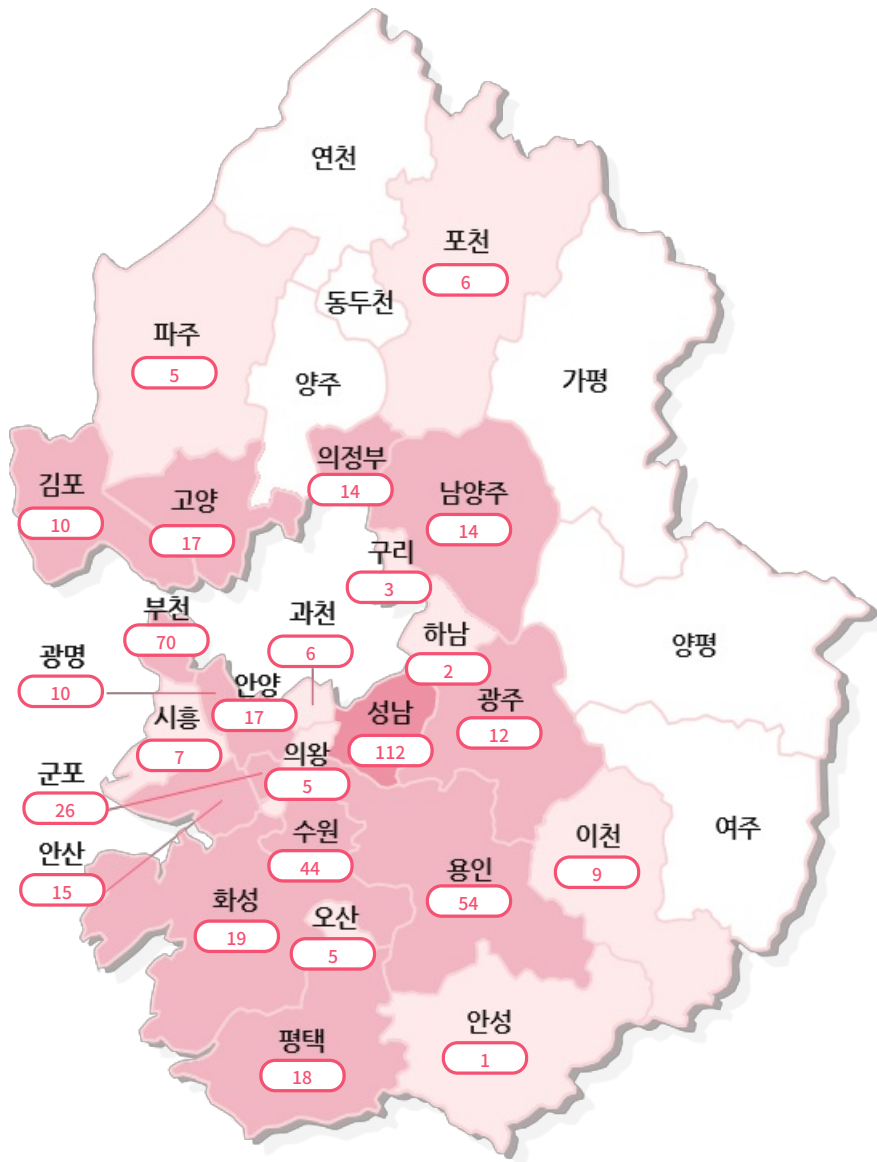 연천
포천
6
동두천
파주
5
양주
가평
의정부
14
김포
10
고양
17
남양주
14
구리
3
부천
70
과천
6
하남
2
양평
광명
10
안양
17
시흥
7
성남
112
광주
12
의왕
5
군포
26
수원
44
이천
9
여주
안산
15
용인
54
화성
19
오산
5
안성
1
평택
18